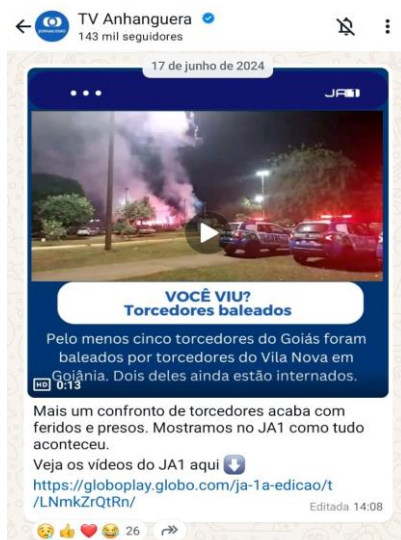 TV Anhanguera
143 mil seguidores
JORNALISMO
17 de junho de 2024
JA1
VOCÊ VIU?
Torcedores baleados
Pelo menos cinco torcedores do Goiás foram
baleados por torcedores do Vila Nova em
Goiânia. Dois deles ainda estão internados.
HD 0:13
Mais um confronto de torcedores acaba com
feridos e presos. Mostramos no JA1 como tudo
aconteceu.
Veja os vídeos do JA1 aqui ⬇️
https://globoplay.globo.com/ja-1a-edicao/t
/LNmkZrQtRn/
Editada 14:08
😢👍❤️😂 26